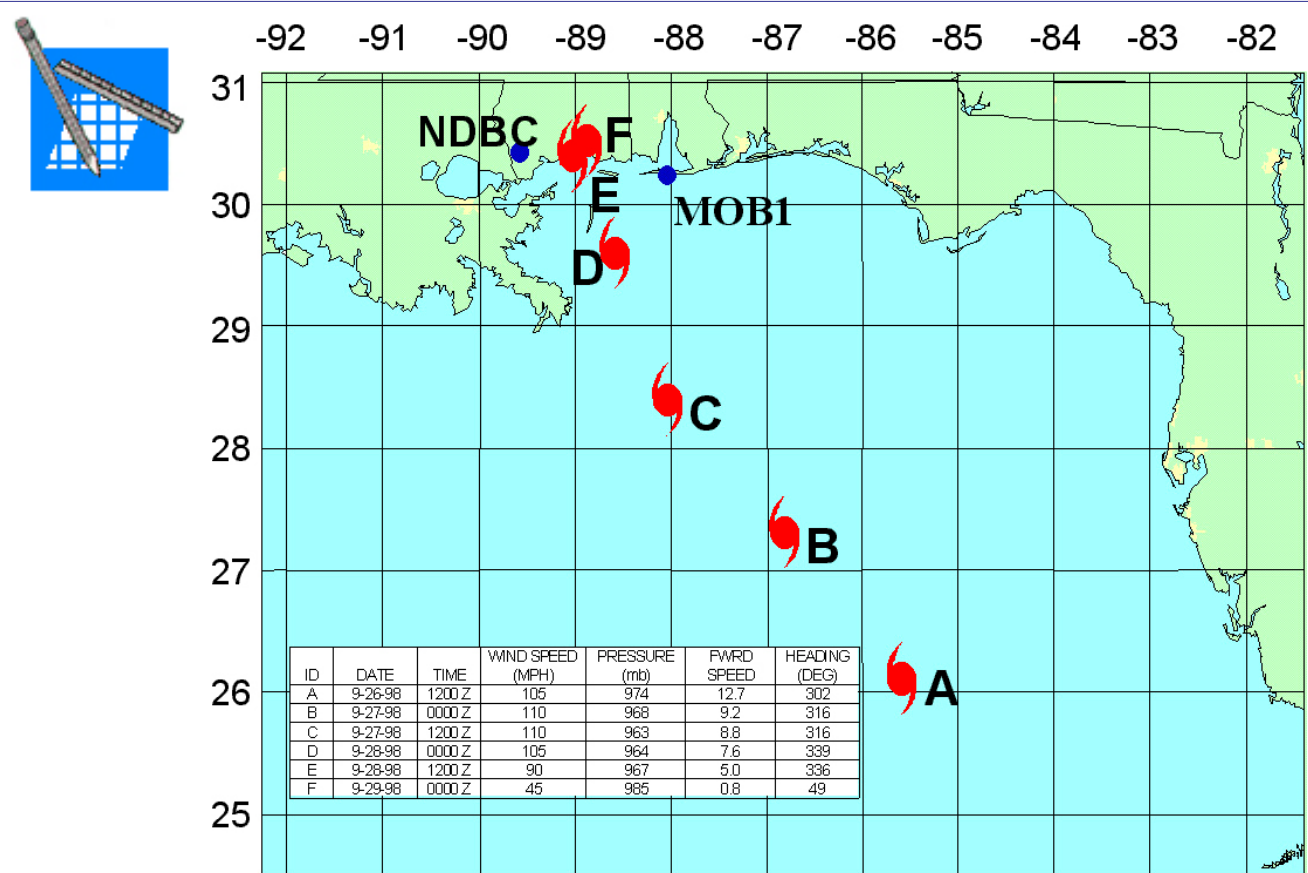 -92 -91 -90 -89 -88 -87 -86 -85 -84 -83 -82
31
NDBC
F
E
30
MOB1
D
29
C
28
B
27
A
26
25
ID DATE TIME WIND SPEED (MPH) PRESSURE (mb) FWRD SPEED HEADING (DEG)
A 9-26-98 1200 Z 105 974 12.7 302
B 9-27-98 0000 Z 110 968 9.2 316
C 9-27-98 1200 Z 110 963 8.8 316
D 9-28-98 0000 Z 105 964 7.6 339
E 9-28-98 1200 Z 90 967 5.0 336
F 9-29-98 0000 Z 45 985 0.8 49